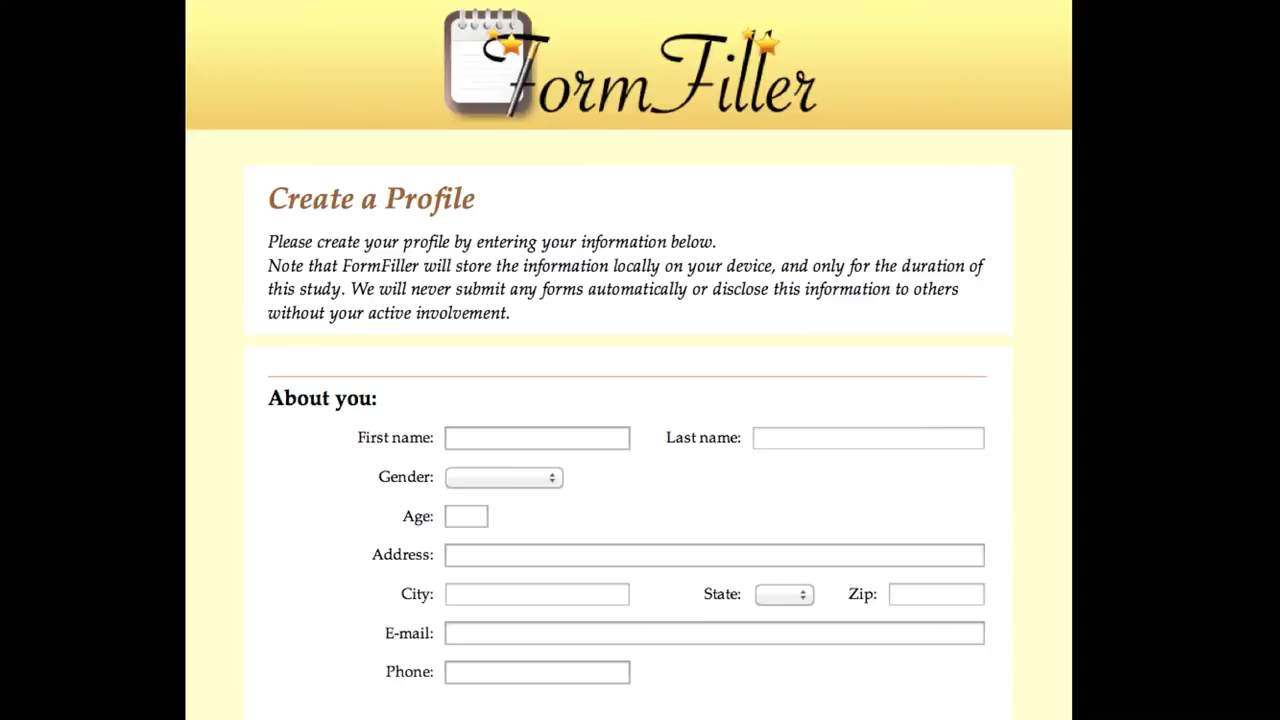 FormFiller
Create a Profile
Please create your profile by entering your information below.
Note that FormFiller will store the information locally on your device, and only for the duration of
this study. We will never submit any forms automatically or disclose this information to others
without your active involvement.
About you:
First name: Last name:
Gender:
Age:
Address:
City: State: Zip:
E-mail:
Phone: